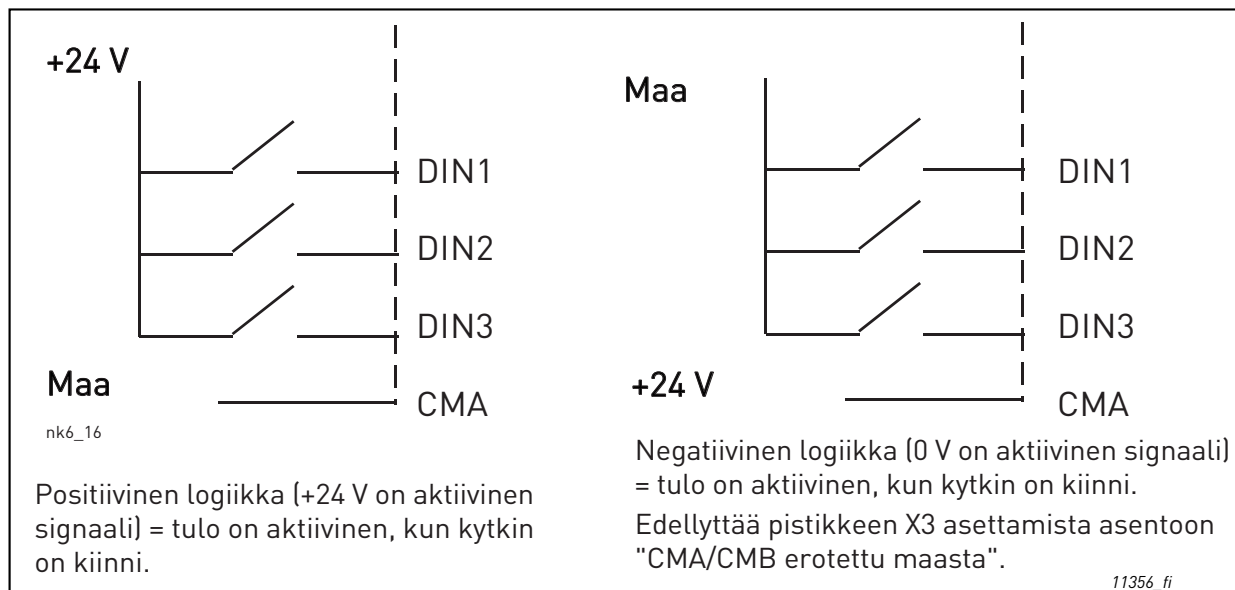 +24 V
DIN1
DIN2
DIN3
Maa
CMA
nk6_16
Positiivinen logiikka (+24 V on aktiivinen
signaali) = tulo on aktiivinen, kun kytkin
on kiinni.
Maa
DIN1
DIN2
DIN3
+24 V
CMA
Negatiivinen logiikka (0 V on aktiivinen signaali)
= tulo on aktiivinen, kun kytkin on kiinni.
Edellyttää pistikkeen X3 asettamista asentoon
"CMA/CMB erotettu maasta".
11356_fi